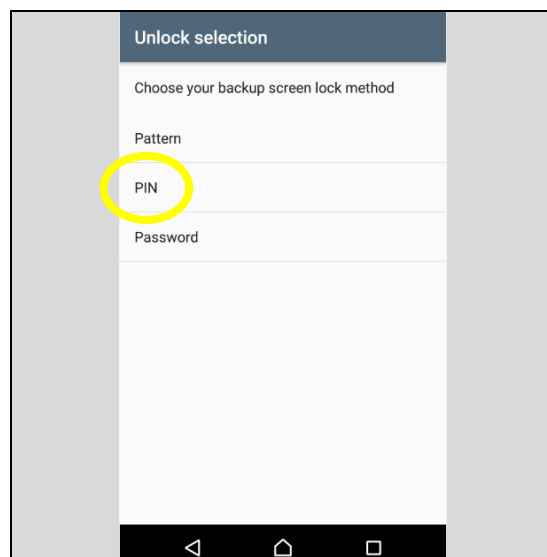 Unlock selection
Choose your backup screen lock method
Pattern
PIN
Password